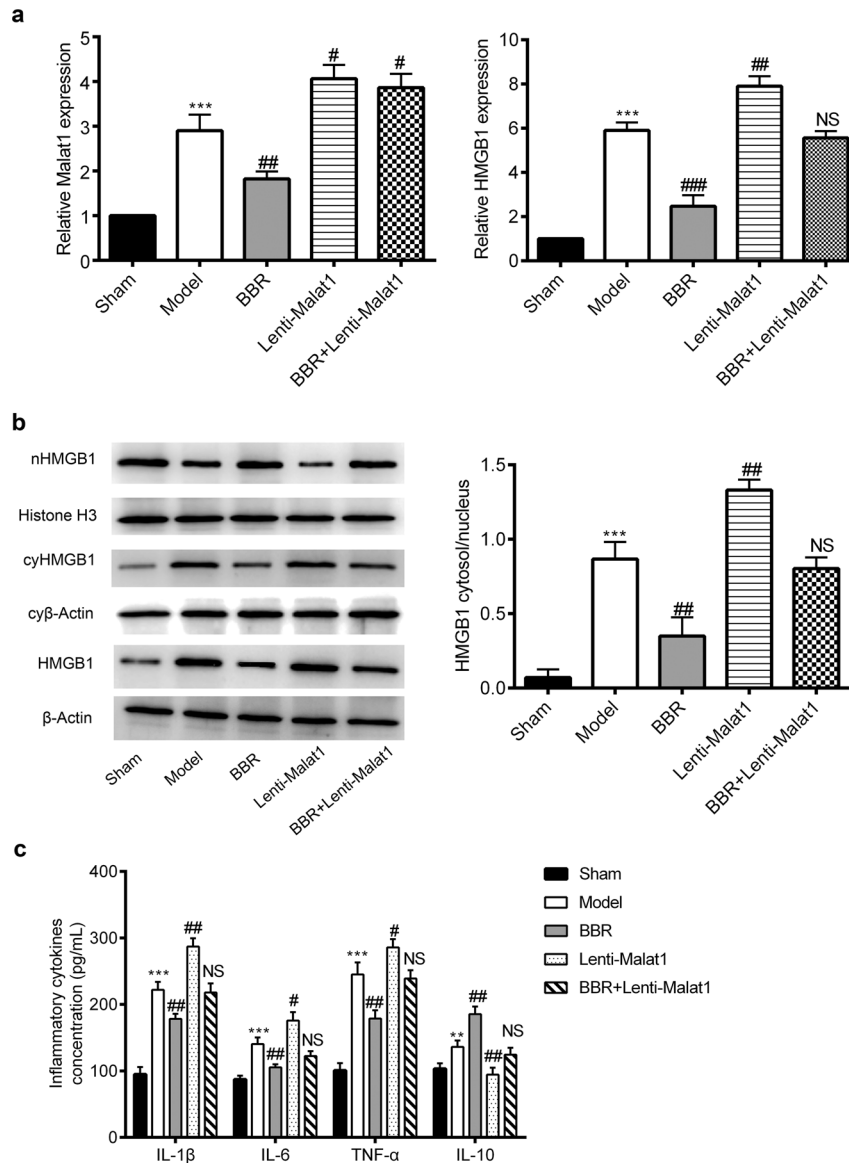 a
Relative Malat1 expression
5
4
3
2
1
0
***
##
#
#
Sham
Model
BBR
Lenti-Malat1
BBR+Lenti-Malat1
Relative HMGB1 expression
10
8
6
4
2
0
***
###
##
NS
Sham
Model
BBR
Lenti-Malat1
BBR+Lenti-Malat1
b
nHMGB1
Histone H3
cyHMGB1
cyβ-Actin
HMGB1
β-Actin
Sham
Model
BBR
Lenti-Malat1
BBR+Lenti-Malat1
HMGB1 cytosol/nucleus
1.5
1.0
0.5
0.0
***
##
##
NS
Sham
Model
BBR
Lenti-Malat1
BBR+Lenti-Malat1
c
Inflammatory cytokines
concentration (pg/mL)
400
300
200
100
0
***
##
##
NS
***
##
#
NS
***
##
#
NS
**
##
##
NS
IL-1β
IL-6
TNF-α
IL-10
Sham
Model
BBR
Lenti-Malat1
BBR+Lenti-Malat1